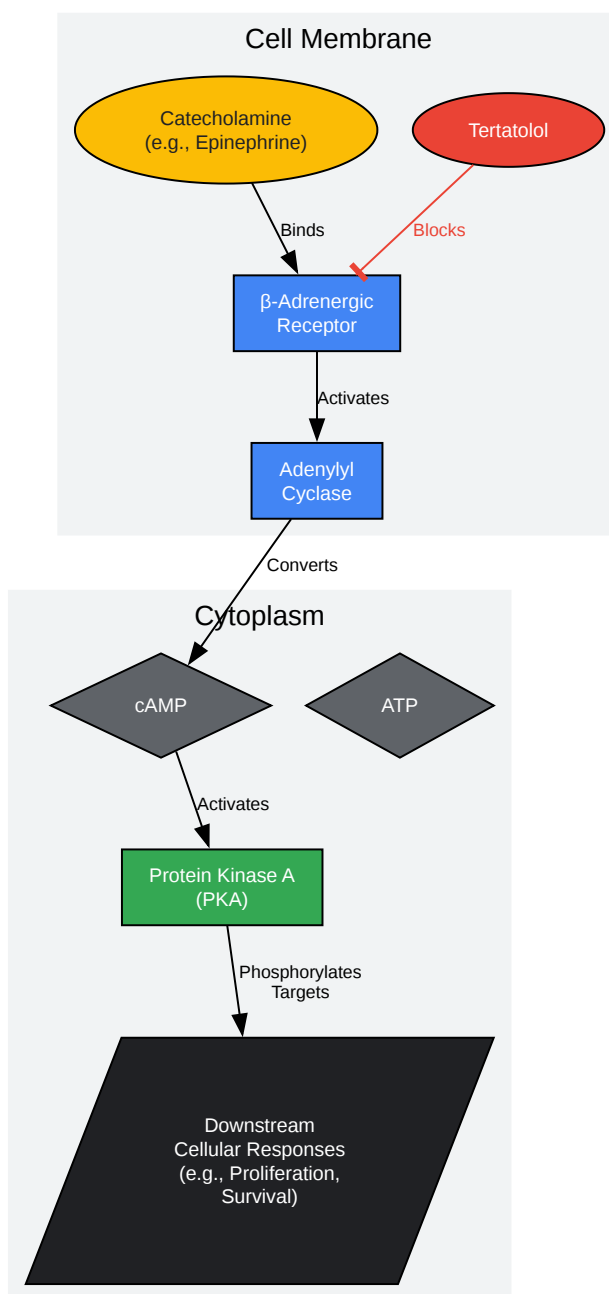 Cell Membrane
Catecholamine
(e.g., Epinephrine)
Tertatolol
Binds
Blocks
β-Adrenergic
Receptor
Activates
Adenylyl
Cyclase
Converts
Cytoplasm
cAMP
ATP
Activates
Protein Kinase A
(PKA)
Phosphorylates
Targets
Downstream
Cellular Responses
(e.g., Proliferation,
Survival)